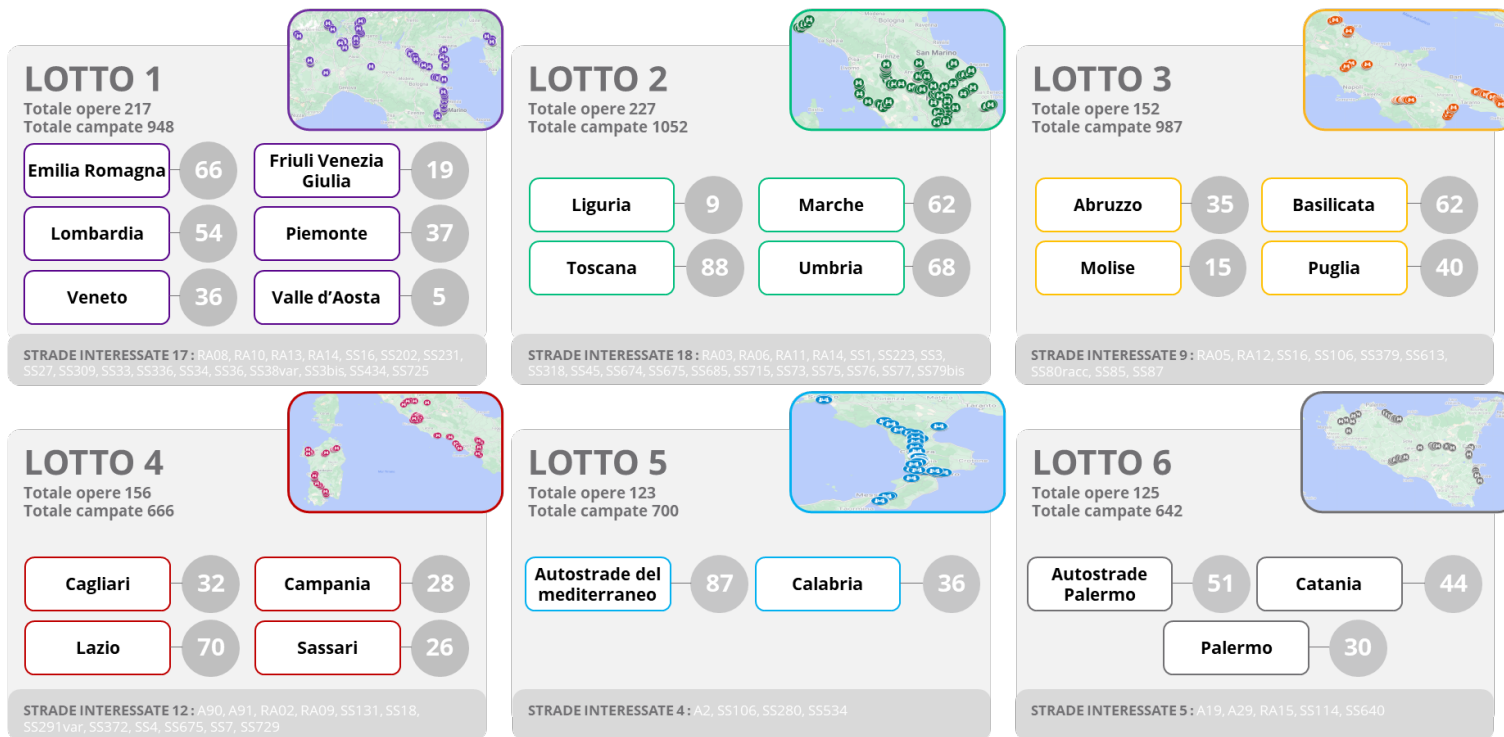 LOTTO 1
Totale opere 217
Totale campate 948
Emilia Romagna
66
Friuli Venezia
Giulia
19
Lombardia
54
Piemonte
37
Veneto
36
Valle d’Aosta
5
STRADE INTERESSATE 17 : RA08, RA10, RA13, RA14, SS16, SS202, SS231,
SS27, SS309, SS33, SS336, SS34, SS36, SS38var, SS3bis, SS434, SS725
LOTTO 2
Totale opere 227
Totale campate 1052
Bologna
La Spezia
Firenze
San Marino
Liguria
9
Marche
62
Toscana
88
Umbria
68
STRADE INTERESSATE 18 : RA03, RA06, RA11, RA14, SS1, SS223, SS3,
SS318, SS45, SS674, SS675, SS685, SS715, SS73, SS75, SS76, SS77, SS79bis
LOTTO 3
Totale opere 152
Totale campate 987
Abruzzo
35
Basilicata
62
Molise
15
Puglia
40
STRADE INTERESSATE 9 : RA05, RA12, SS16, SS106, SS379, SS613,
SS80racc, SS85, SS87
LOTTO 4
Totale opere 156
Totale campate 666
Cagliari
32
Campania
28
Lazio
70
Sassari
26
STRADE INTERESSATE 12 : A90, A91, RA02, RA09, SS131, SS18,
SS291var, SS372, SS4, SS675, SS7, SS729
LOTTO 5
Totale opere 123
Totale campate 700
Taranto
Autostrade del
mediterraneo
87
Calabria
36
STRADE INTERESSATE 4 : A2, SS106, SS280, SS534
LOTTO 6
Totale opere 125
Totale campate 642
Autostrade
Palermo
51
Catania
44
Palermo
30
STRADE INTERESSATE 5 : A19, A29, RA15, SS114, SS640